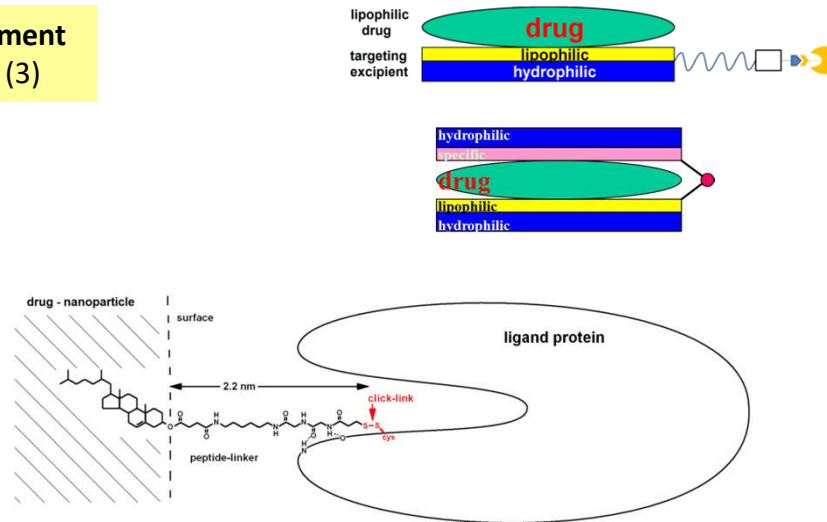 ment
(3)
lipophilic
drug
drug
targeting
excipient
lipophilic
hydrophilic
hydrophilic
specific
drug
lipophilic
hydrophilic
drug - nanoparticle
surface
ligand protein
2.2 nm
click-link
O
O
O
N
H
N
H
O
H
N
O
N
H
O
S-S
cys
N
H
O
peptide-linker